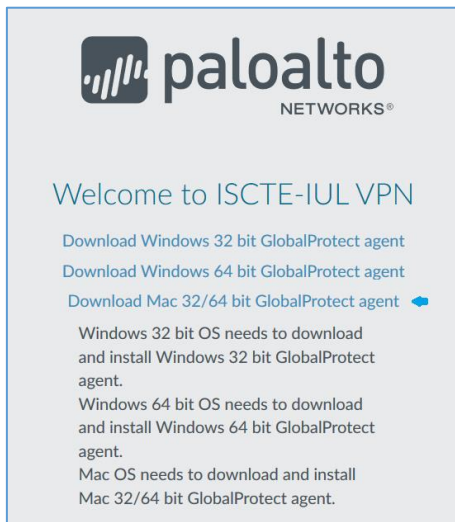 paloalto
NETWORKS®
Welcome to ISCTE-IUL VPN
Download Windows 32 bit GlobalProtect agent
Download Windows 64 bit GlobalProtect agent
Download Mac 32/64 bit GlobalProtect agent
Windows 32 bit OS needs to download
and install Windows 32 bit GlobalProtect
agent.
Windows 64 bit OS needs to download
and install Windows 64 bit GlobalProtect
agent.
Mac OS needs to download and install
Mac 32/64 bit GlobalProtect agent.